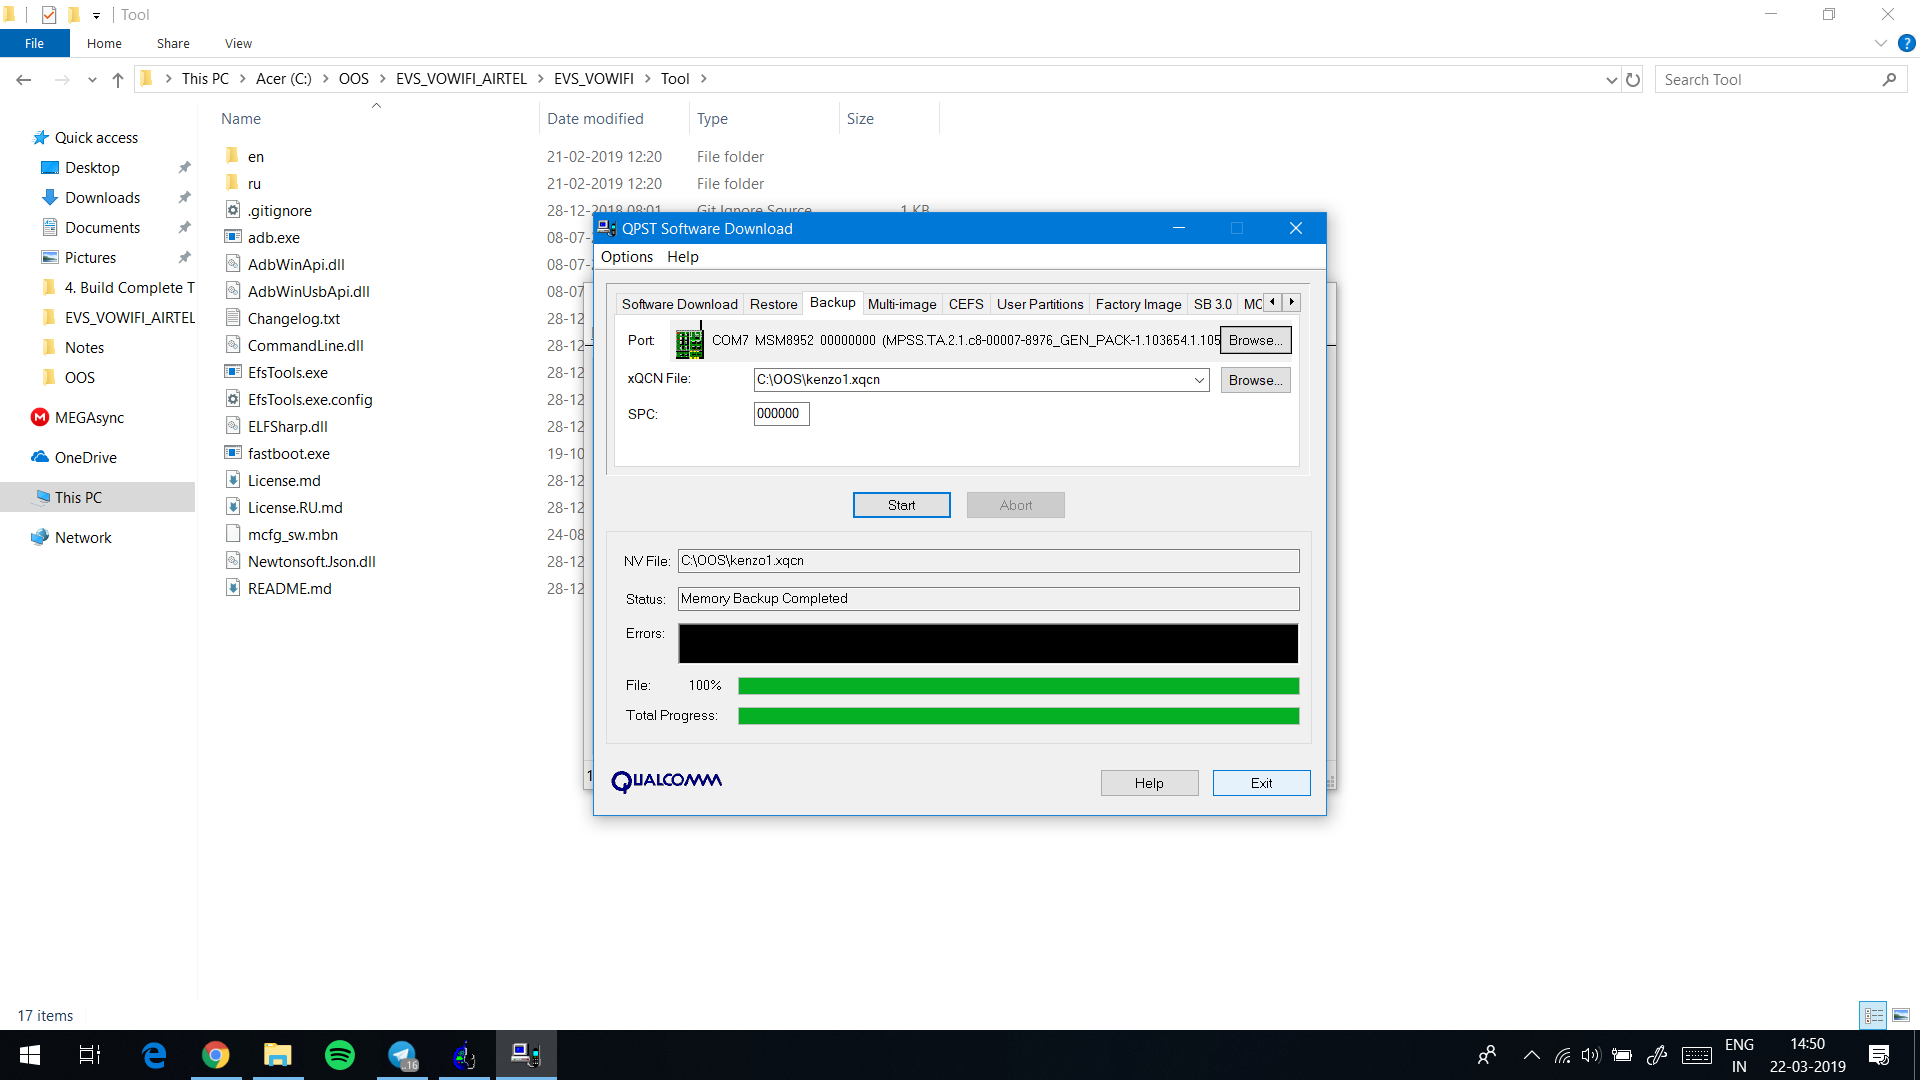 Tool
File Home Share View
This PC Acer (C:) OOS EVS_VOWIFI_AIRTEL EVS_VOWIFI Tool
Search Tool
Name Date modified Type Size
Quick access
Desktop
Downloads
Documents
Pictures
4. Build Complete T
EVS_VOWIFI_AIRTEL
Notes
OOS
MEGAsync
OneDrive
This PC
Network
en 21-02-2019 12:20 File folder
ru 21-02-2019 12:20 File folder
.gitignore 28-12-2018 08:01 Git Ignore Source 1 KB
adb.exe 08-07-
AdbWinApi.dll 08-07
AdbWinUsbApi.dll 08-07
Changelog.txt 28-12
CommandLine.dll 28-12
EfsTools.exe 28-12
EfsTools.exe.config 28-12
ELFSharp.dll 28-12
fastboot.exe 19-10
License.md 28-12
License.RU.md 28-12
mcfg_sw.mbn 24-08
Newtonsoft.Json.dll 28-12
README.md 28-12
QPST Software Download
Options Help
Software Download Restore Backup Multi-image CEFS User Partitions Factory Image SB 3.0 MC
Port: COM7 MSM8952 00000000 (MPSS.TA.2.1.c8-00007-8976_GEN_PACK-1.103654.1.105 Browse...
xQCN File: C:\OOS\kenzo1.xqcn Browse...
SPC: 000000
Start Abort
NV File: C:\OOS\kenzo1.xqcn
Status: Memory Backup Completed
Errors:
File: 100%
Total Progress:
1
QUALCOMM Help Exit
17 items
16
ENG
IN
14:50
22-03-2019